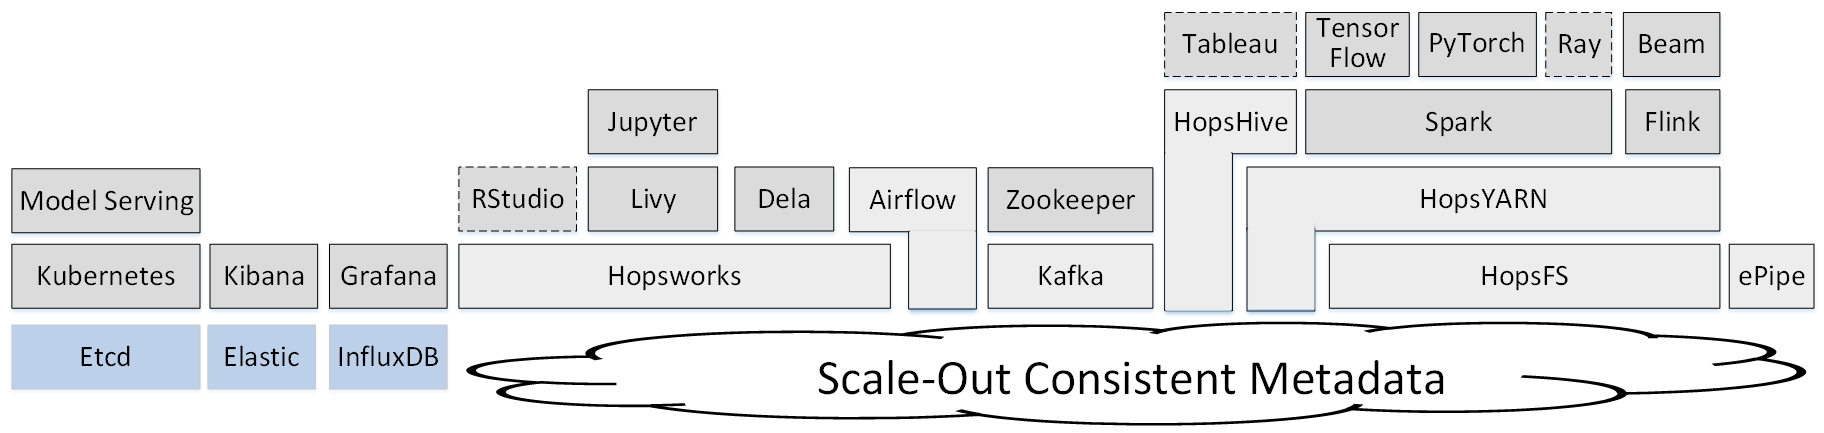 Tableau
Tensor
Flow
PyTorch
Ray
Beam
Jupyter
HopsHive
Spark
Flink
Model Serving
RStudio
Livy
Dela
Airflow
Zookeeper
HopsYARN
Kubernetes
Kibana
Grafana
Hopsworks
Kafka
HopsFS
ePipe
Etcd
Elastic
InfluxDB
Scale-Out Consistent Metadata